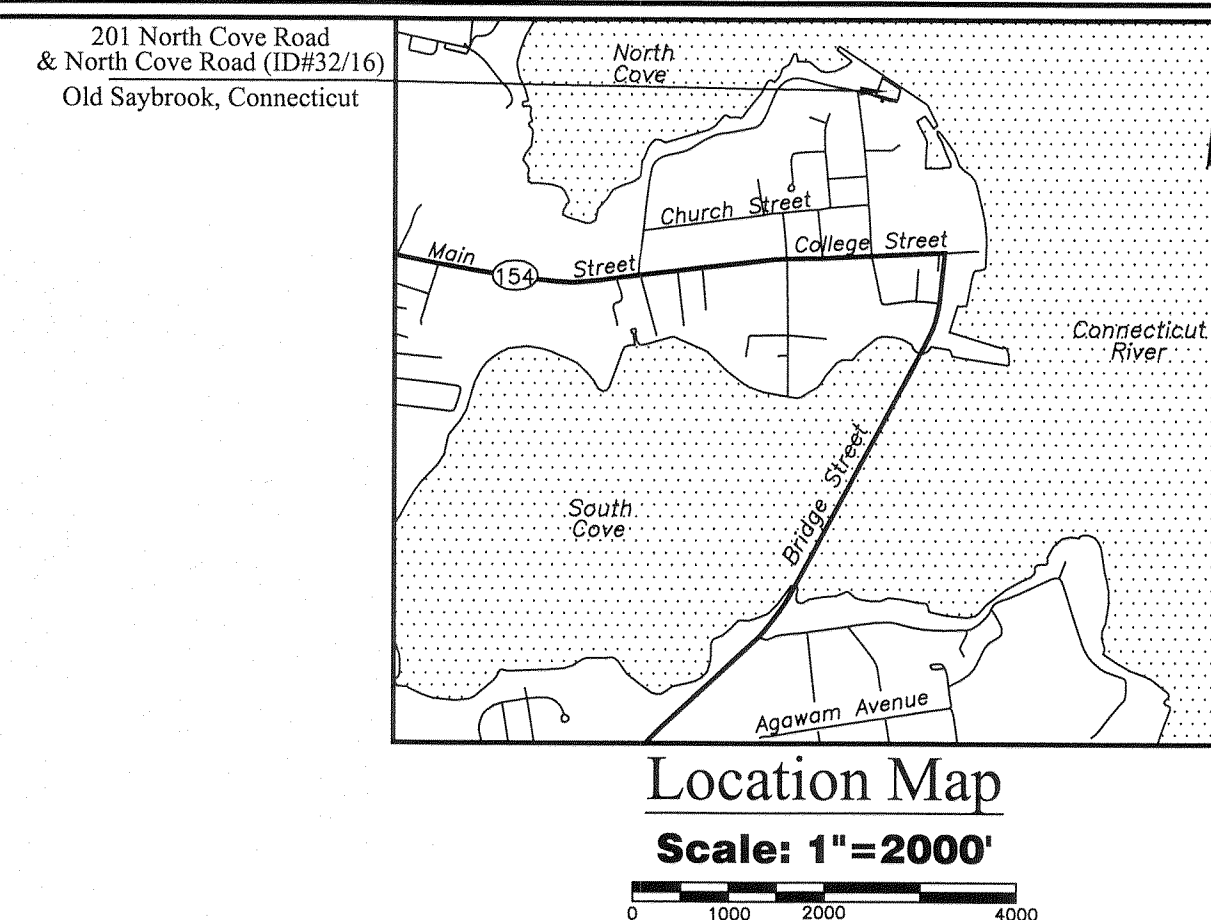 201 North Cove Road
& North Cove Road (ID#32/16)
Old Saybrook, Connecticut
North
Cove
Church Street
College Street
Main
154
Street
Connecticut
River
South
Cove
Bridge Street
Agawam Avenue
Location Map
Scale: 1"=2000'
0 1000 2000 4000